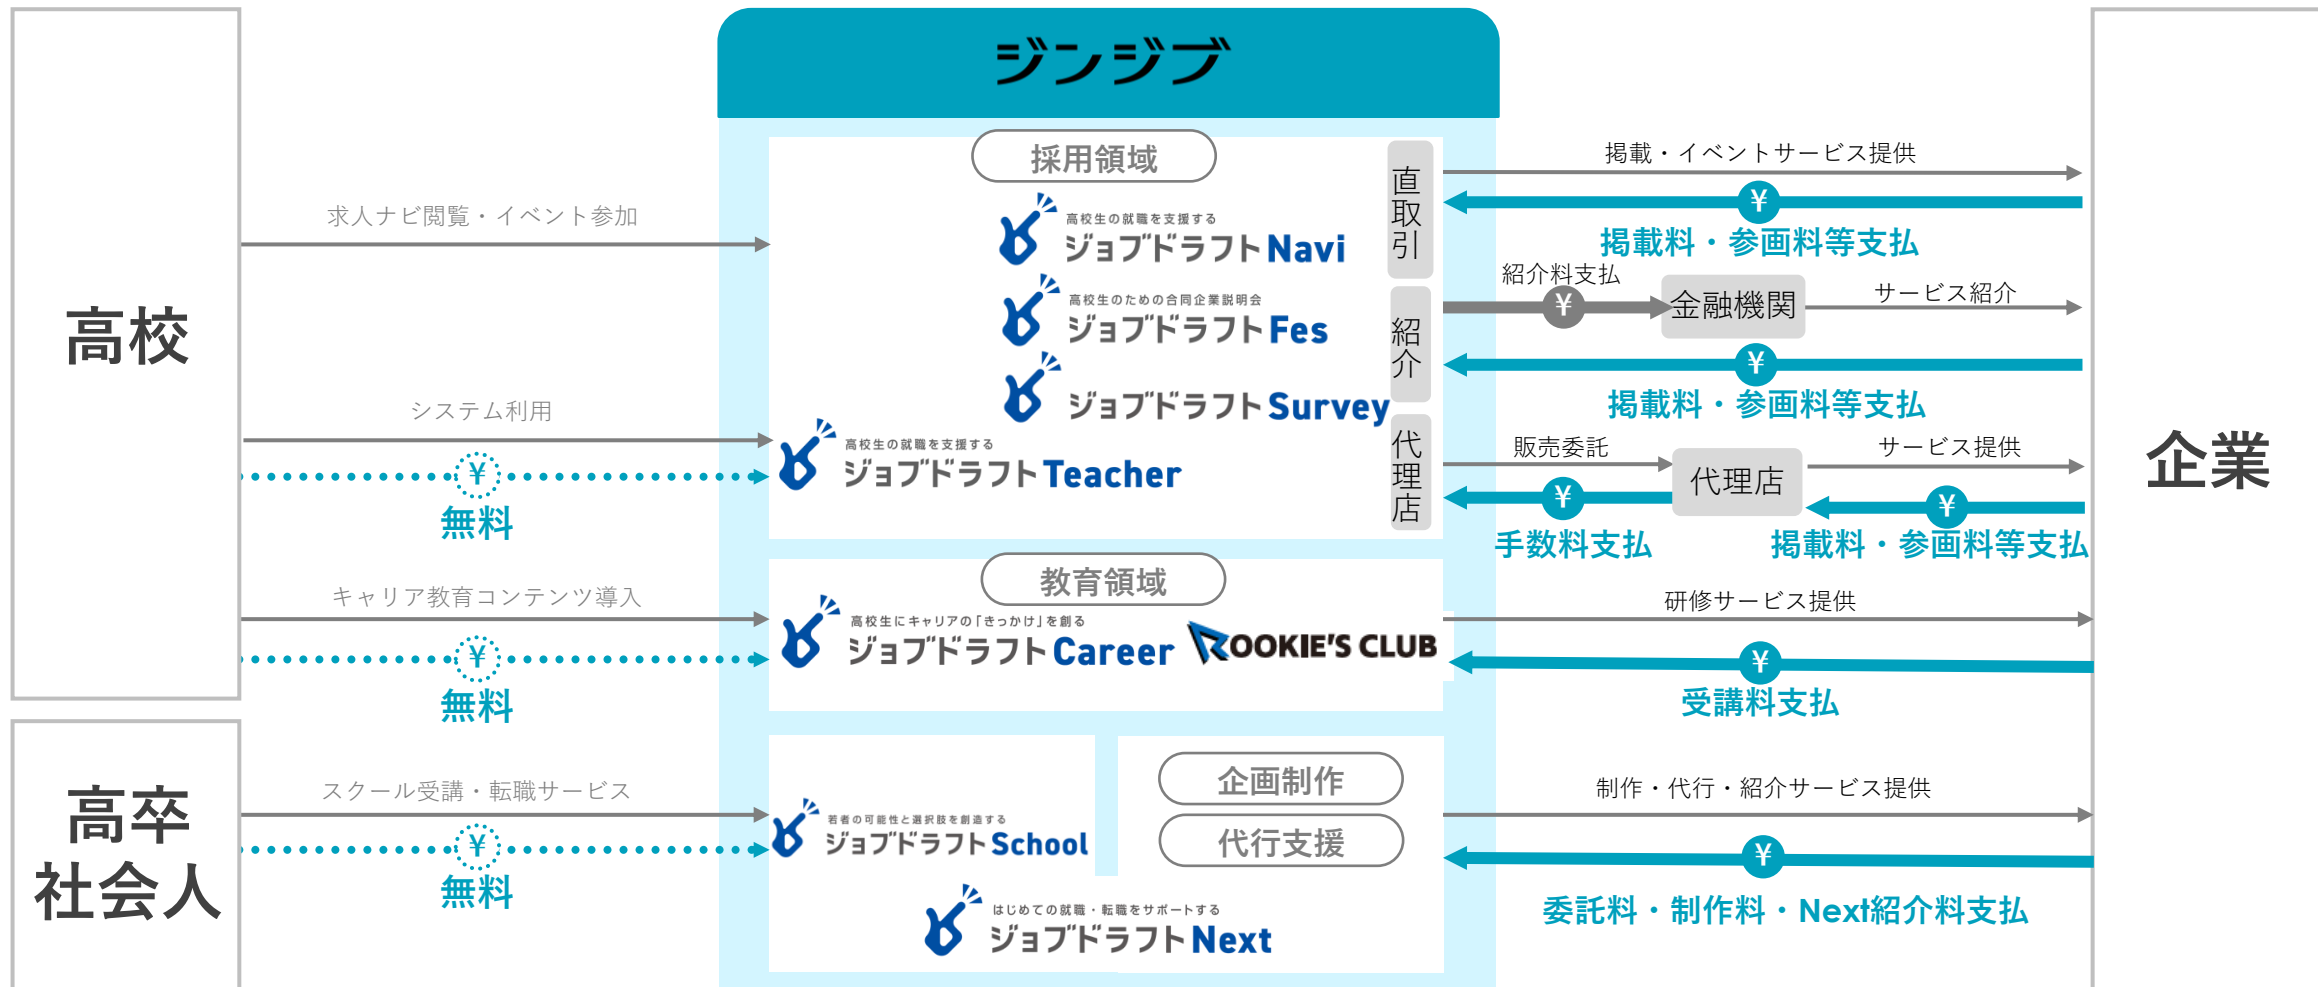 ジンジブ
高校
高卒
社会人
企業
求人ナビ閲覧・イベント参加
システム利用
¥
無料
キャリア教育コンテンツ導入
¥
無料
スクール受講・転職サービス
¥
無料
採用領域
高校生の就職を支援する
ジョブドラフトNavi
高校生のための合同企業説明会
ジョブドラフトFes
ジョブドラフトSurvey
高校生の就職を支援する
ジョブドラフトTeacher
直取引
紹介
代理店
教育領域
高校生にキャリアの「きっかけ」を創る
ジョブドラフトCareer
ROOKIE'S CLUB
若者の可能性と選択肢を創造する
ジョブドラフトSchool
企画制作
代行支援
はじめての就職・転職をサポートする
ジョブドラフトNext
掲載・イベントサービス提供
¥
掲載料・参画料等支払
紹介料支払
¥
金融機関
サービス紹介
¥
掲載料・参画料等支払
販売委託
代理店
サービス提供
¥
手数料支払
¥
掲載料・参画料等支払
研修サービス提供
¥
受講料支払
制作・代行・紹介サービス提供
¥
委託料・制作料・Next紹介料支払